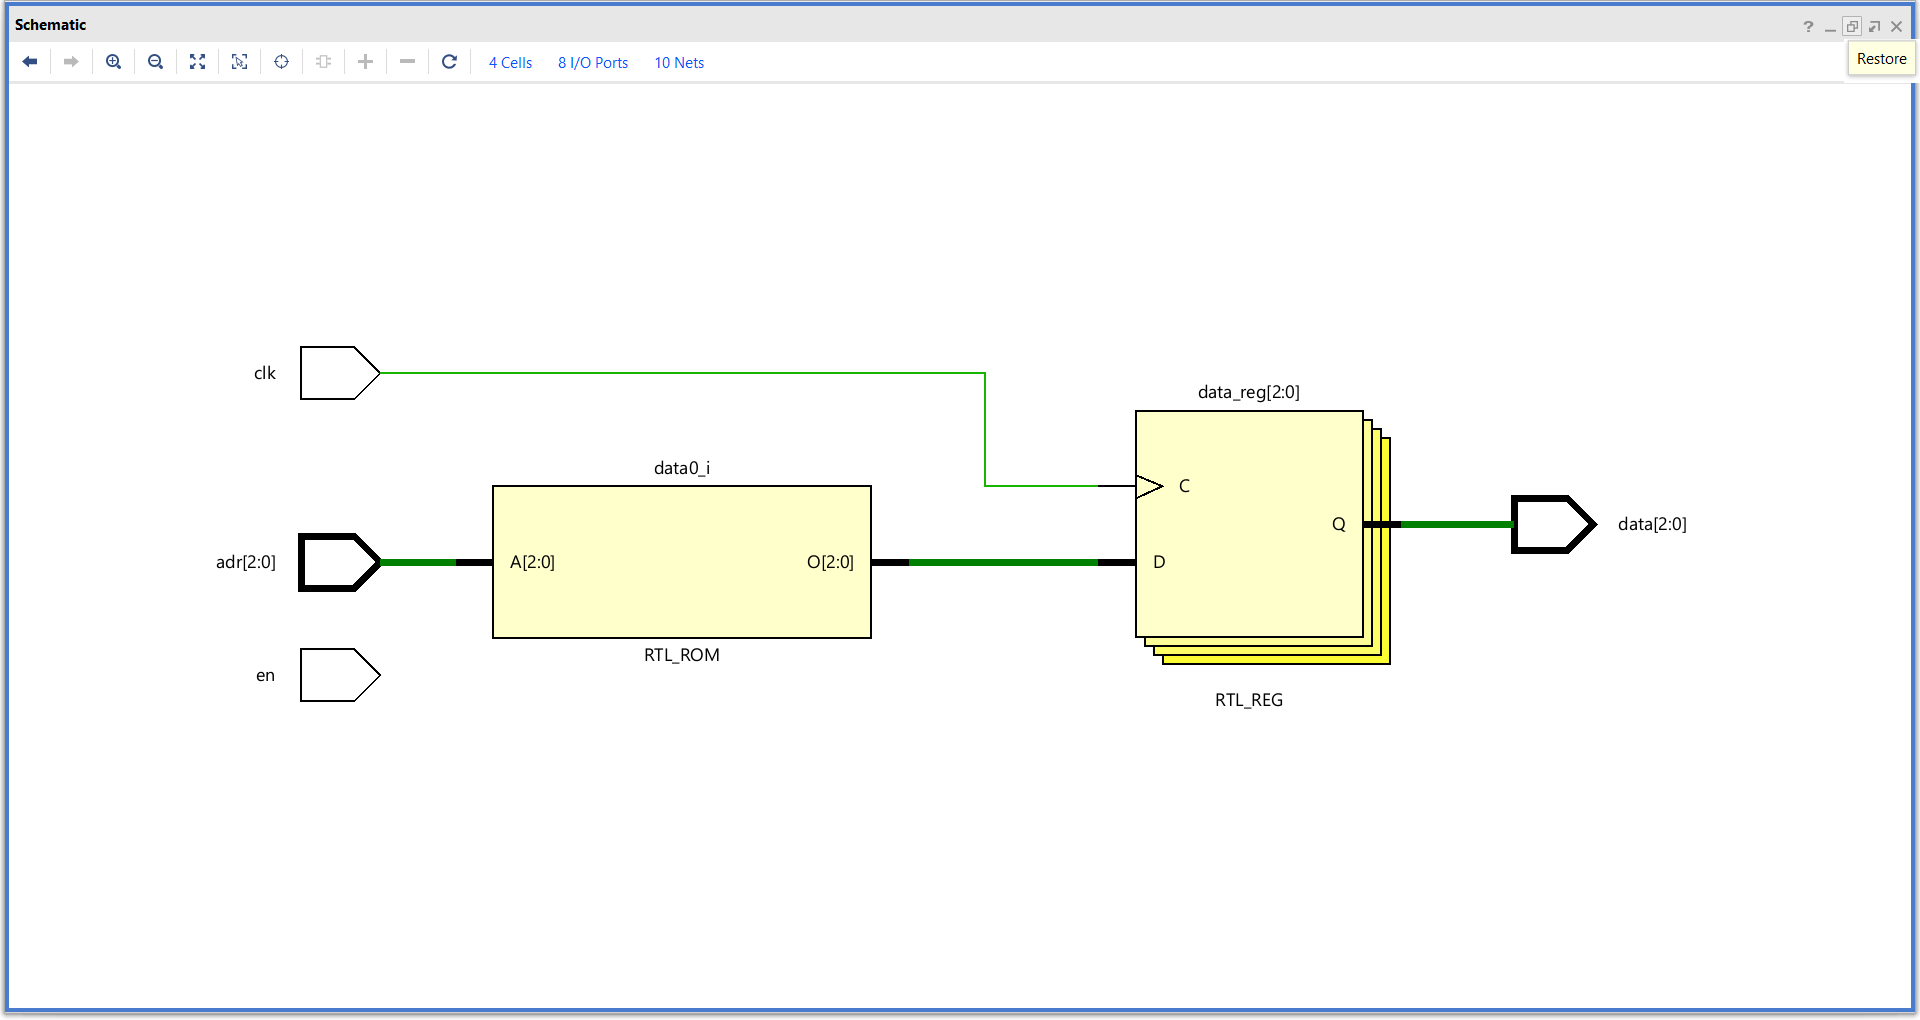 Schematic
?
4 Cells
8 I/O Ports
10 Nets
Restore
clk
data_reg[2:0]
data0_i
C
Q
data[2:0]
adr[2:0]
A[2:0]
O[2:0]
D
RTL_ROM
en
RTL_REG